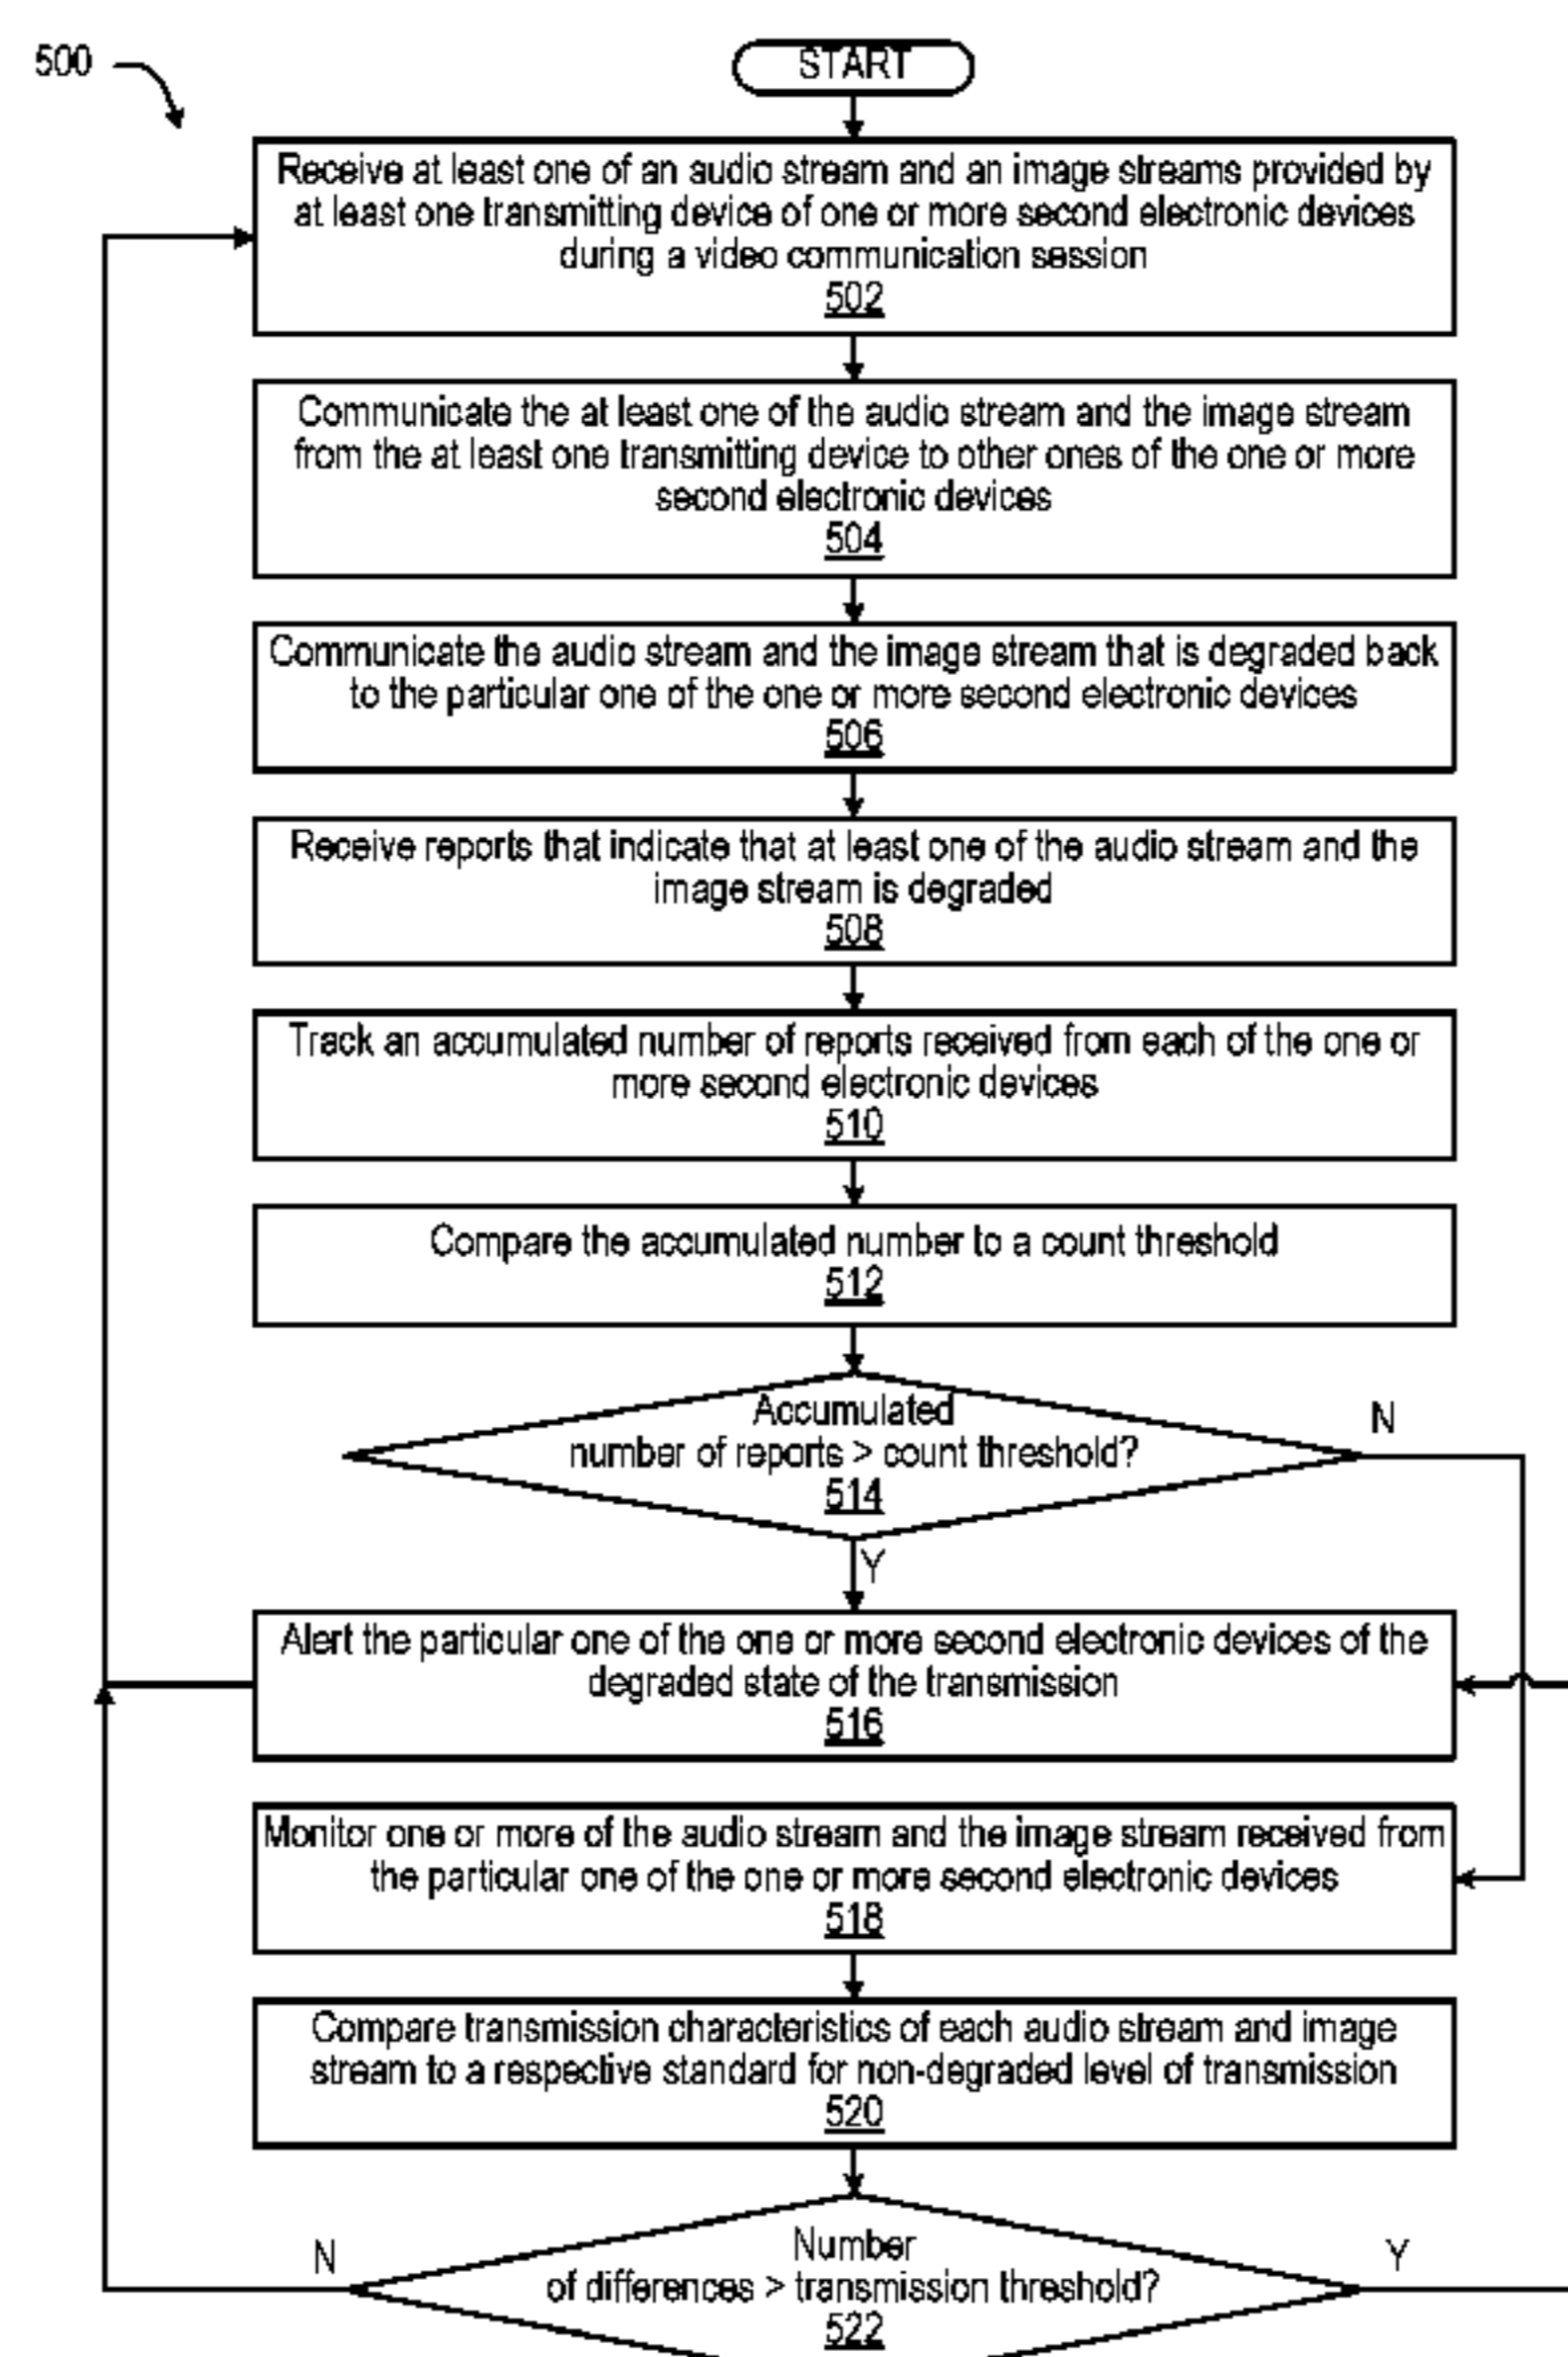 500
START
Receive at least one of an audio stream and an image streams provided by
at least one transmitting device of one or more second electronic devices
during a video communication session
502
Communicate the at least one of the audio stream and the image stream
from the at least one transmitting device to other ones of the one or more
second electronic devices
504
Communicate the audio stream and the image stream that is degraded back
to the particular one of the one or more second electronic devices
506
Receive reports that indicate that at least one of the audio stream and the
image stream is degraded
508
Track an accumulated number of reports received from each of the one or
more second electronic devices
510
Compare the accumulated number to a count threshold
512
Accumulated
number of reports > count threshold?
514
N
Y
Alert the particular one of the one or more second electronic devices of the
degraded state of the transmission
516
Monitor one or more of the audio stream and the image stream received from
the particular one of the one or more second electronic devices
518
Compare transmission characteristics of each audio stream and image
stream to a respective standard for non-degraded level of transmission
520
N
Number
of differences > transmission threshold?
522
Y